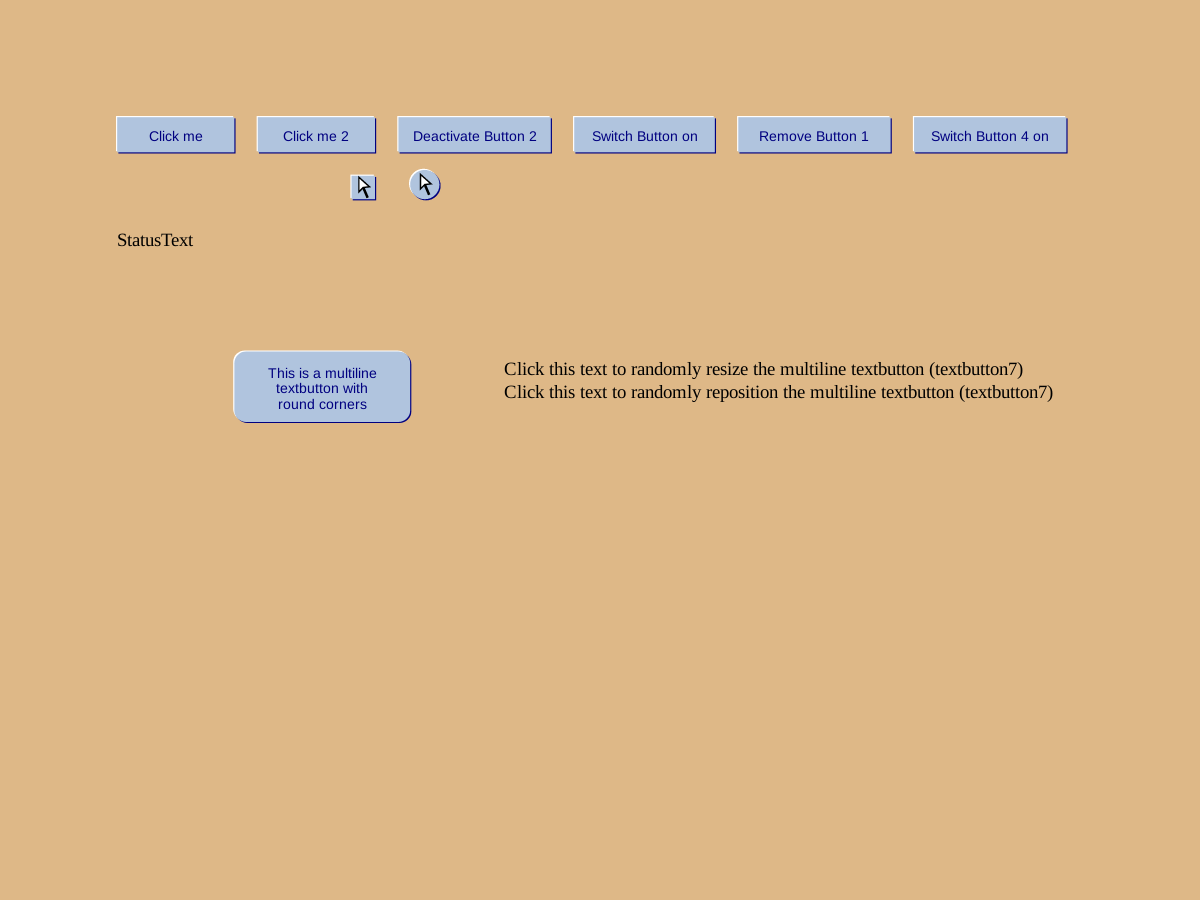 Click me
Click me 2
Deactivate Button 2
Switch Button on
Remove Button 1
Switch Button 4 on
StatusText
This is a multiline
textbutton with
round corners
Click this text to randomly resize the multiline textbutton (textbutton7)
Click this text to randomly reposition the multiline textbutton (textbutton7)